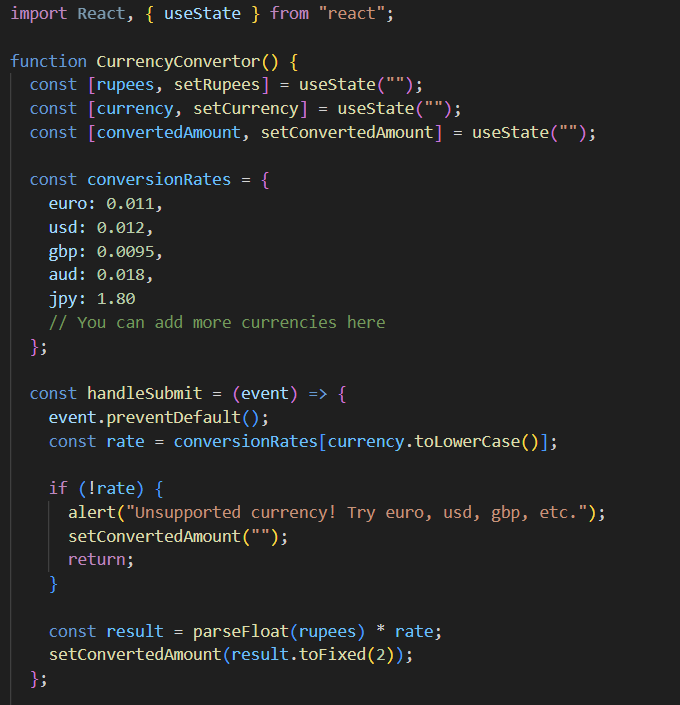 import React, { useState } from "react";
function CurrencyConvertor() {
const [rupees, setRupees] = useState("");
const [currency, setCurrency] = useState("");
const [convertedAmount, setConvertedAmount] = useState("");
const conversionRates = {
euro: 0.011,
usd: 0.012,
gbp: 0.0095,
aud: 0.018,
jpy: 1.80
// You can add more currencies here
};
const handleSubmit = (event) => {
event.preventDefault();
const rate = conversionRates[currency.toLowerCase()];
if (!rate) {
alert("Unsupported currency! Try euro, usd, gbp, etc.");
setConvertedAmount("");
return;
}
const result = parseFloat(rupees) * rate;
setConvertedAmount(result.toFixed(2));
};